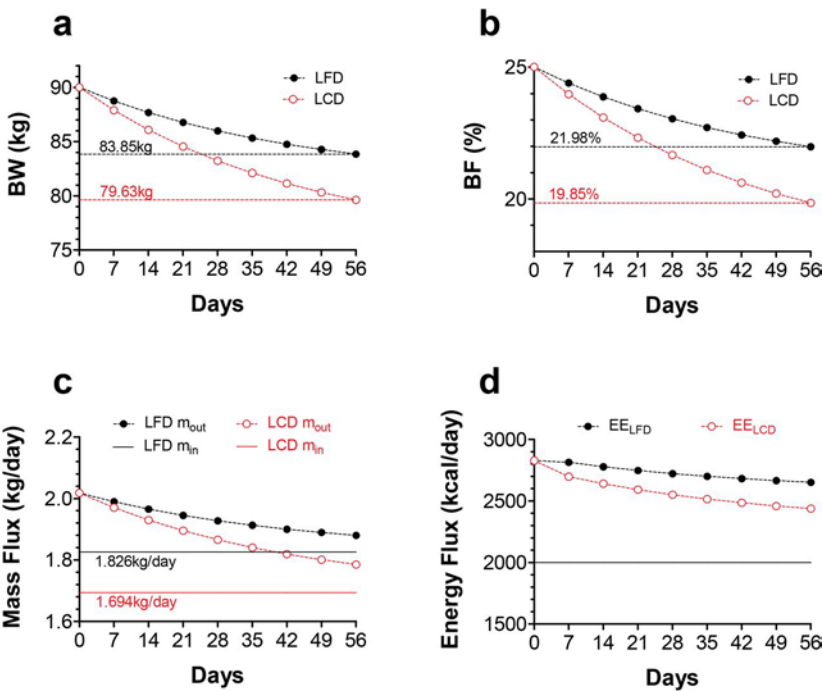 a
BW (kg)
90
85
80
75
LFD
LCD
83.85kg
79.63kg
0 7 14 21 28 35 42 49 56
Days
b
BF (%)
25
20
LFD
LCD
21.98%
19.85%
0 7 14 21 28 35 42 49 56
Days
c
Mass Flux (kg/day)
LFD mout LCD mout
LFD min LCD min
2.2
2.0
1.8
1.6
1.826kg/day
1.694kg/day
0 7 14 21 28 35 42 49 56
Days
d
Energy Flux (kcal/day)
EELFD EELCD
3000
2500
2000
1500
0 7 14 21 28 35 42 49 56
Days